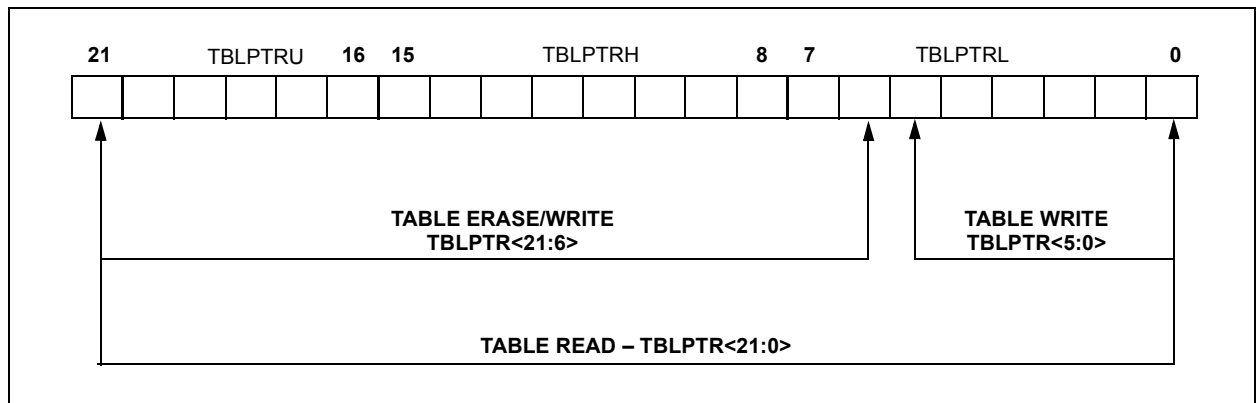 21 TBLPTRU 16 15 TBLPTRH 8 7 TBLPTRL 0
TABLE ERASE/WRITE
TBLPTR<21:6>
TABLE WRITE
TBLPTR<5:0>
TABLE READ – TBLPTR<21:0>